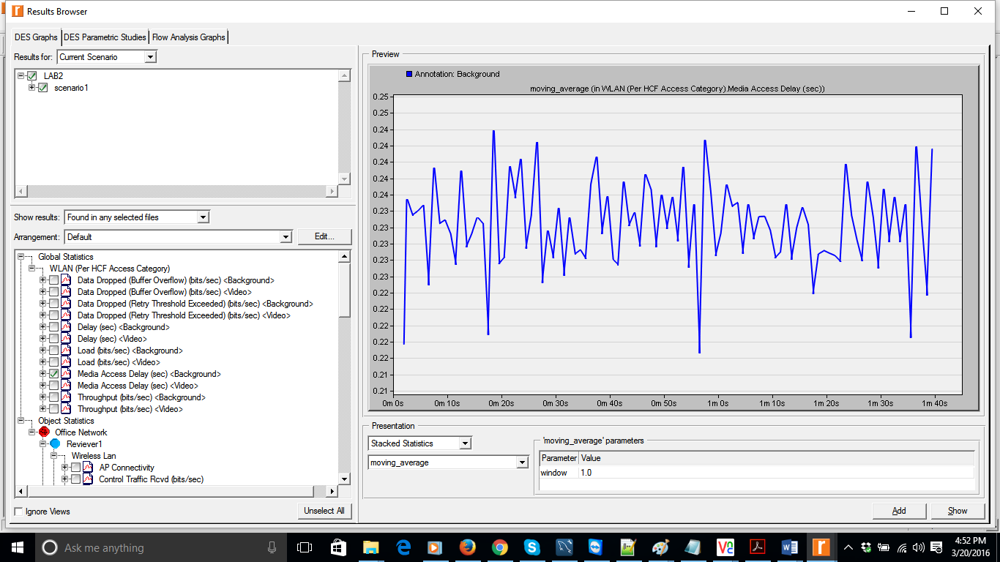 Results Browser
DES Graphs DES Parametric Studies Flow Analysis Graphs
Results for: Current Scenario
LAB2
scenario1
Show results: Found in any selected files
Arrangement: Default Edit...
Global Statistics
WLAN (Per HCF Access Category)
Data Dropped (Buffer Overflow) (bits/sec) <Background>
Data Dropped (Buffer Overflow) (bits/sec) <Video>
Data Dropped (Retry Threshold Exceeded) (bits/sec) <Background>
Data Dropped (Retry Threshold Exceeded) (bits/sec) <Video>
Delay (sec) <Background>
Delay (sec) <Video>
Load (bits/sec) <Background>
Load (bits/sec) <Video>
Media Access Delay (sec) <Background>
Media Access Delay (sec) <Video>
Throughput (bits/sec) <Background>
Throughput (bits/sec) <Video>
Object Statistics
Office Network
Reviever1
Wireless Lan
AP Connectivity
Control Traffic Rcvd (bits/sec)
Ignore Views Unselect All
Preview
Annotation: Background
moving_average (in WLAN (Per HCF Access Category).Media Access Delay (sec))
0.25
0.25
0.24
0.24
0.24
0.24
0.24
0.23
0.23
0.23
0.23
0.23
0.22
0.22
0.22
0.22
0.22
0.21
0.21
0m 0s 0m 10s 0m 20s 0m 30s 0m 40s 0m 50s 1m 0s 1m 10s 1m 20s 1m 30s 1m 40s
Presentation
Stacked Statistics
moving_average
'moving_average' parameters
Parameter Value
window 1.0
Add Show
Ask me anything
4:52 PM
3/20/2016